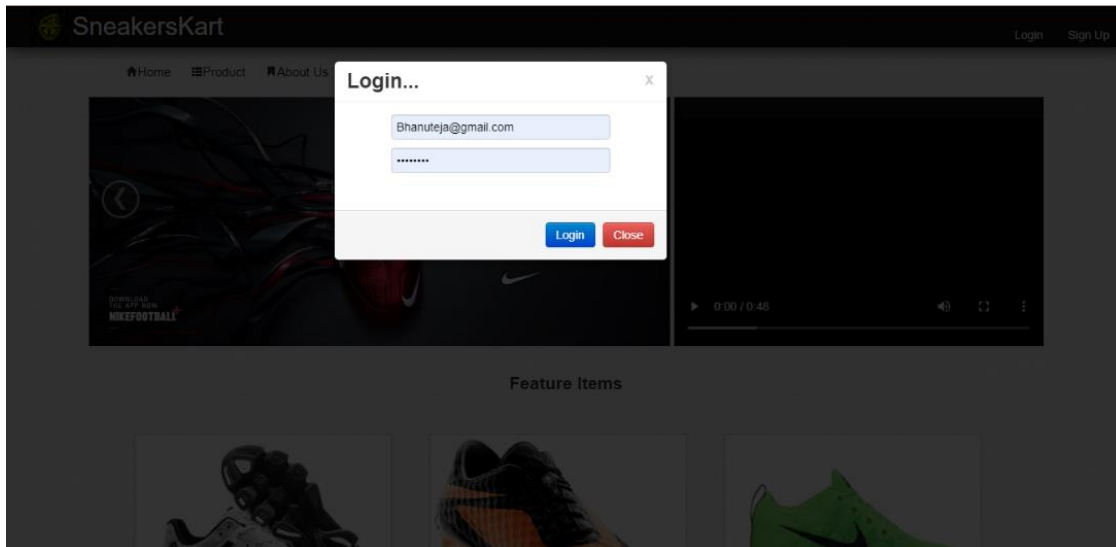 SneakersKart
Login Sign Up
Home Product About Us
Login...
x
Bhanuteja@gmail.com
••••••••
Login Close
DOWNLOAD
THE APP NOW
NIKEFOOTBALL
0:00 / 0:48
Feature Items